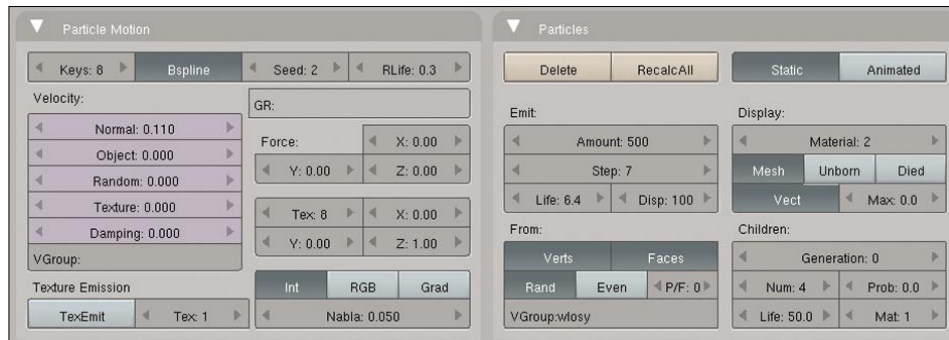 Particle Motion
Keys: 8 Bspline Seed: 2 RLife: 0.3
Velocity:
GR:
Normal: 0.110
Object: 0.000
Random: 0.000
Texture: 0.000
Damping: 0.000
VGroup:
Force: X: 0.00
Y: 0.00 Z: 0.00
Tex: 8 X: 0.00
Y: 0.00 Z: 1.00
Texture Emission
TexEmit Tex: 1
Int RGB Grad
Nabla: 0.050
Particles
Delete RecalcAll Static Animated
Emit:
Amount: 500
Step: 7
Life: 6.4 Disp: 100
Display:
Material: 2
Mesh Unborn Died
Vect Max: 0.0
From:
Verts Faces
Rand Even P/F: 0
VGroup:wlosy
Children:
Generation: 0
Num: 4 Prob: 0.0
Life: 50.0 Mat: 1